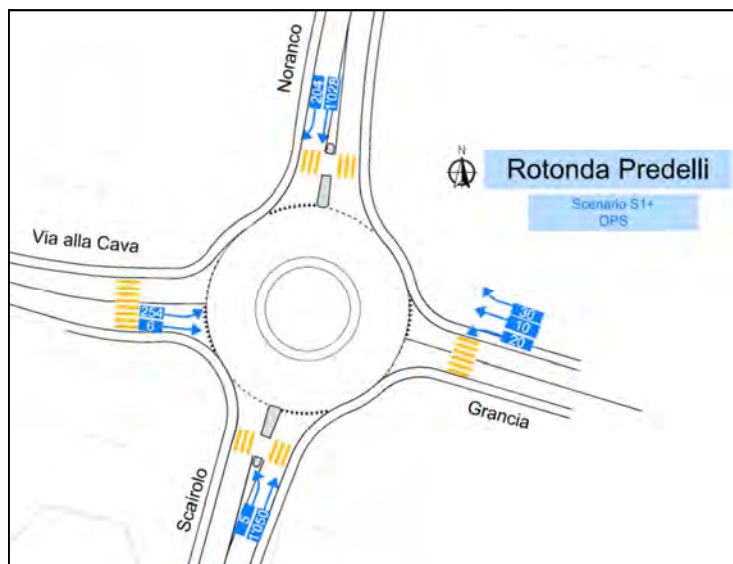 Noranco
204
1'028
N
Rotonda Predelli
Scenario S1+
OPS
Via alla Cava
254
6
30
10
20
Grancia
Scairolo
5
1'050